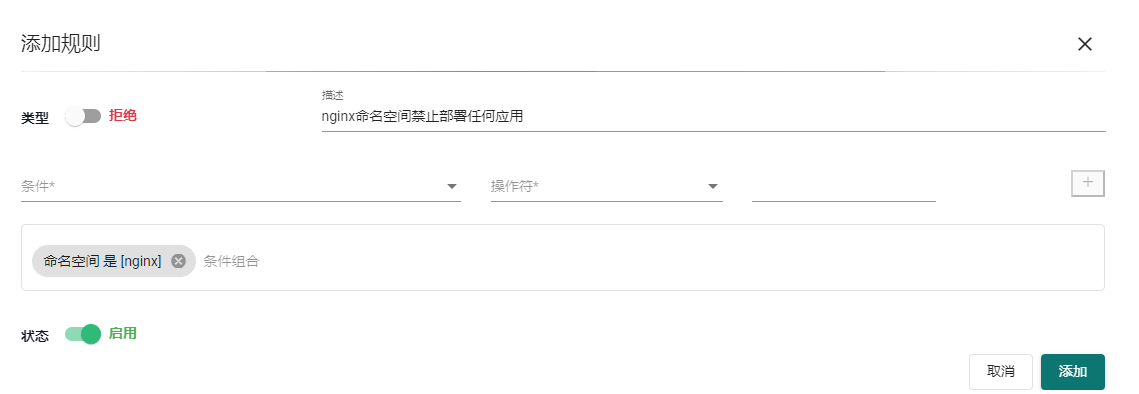 添加规则
类型 拒绝
描述
nginx命名空间禁止部署任何应用
条件* 操作符* +
命名空间 是 [nginx] 条件组合
状态 启用
取消 添加